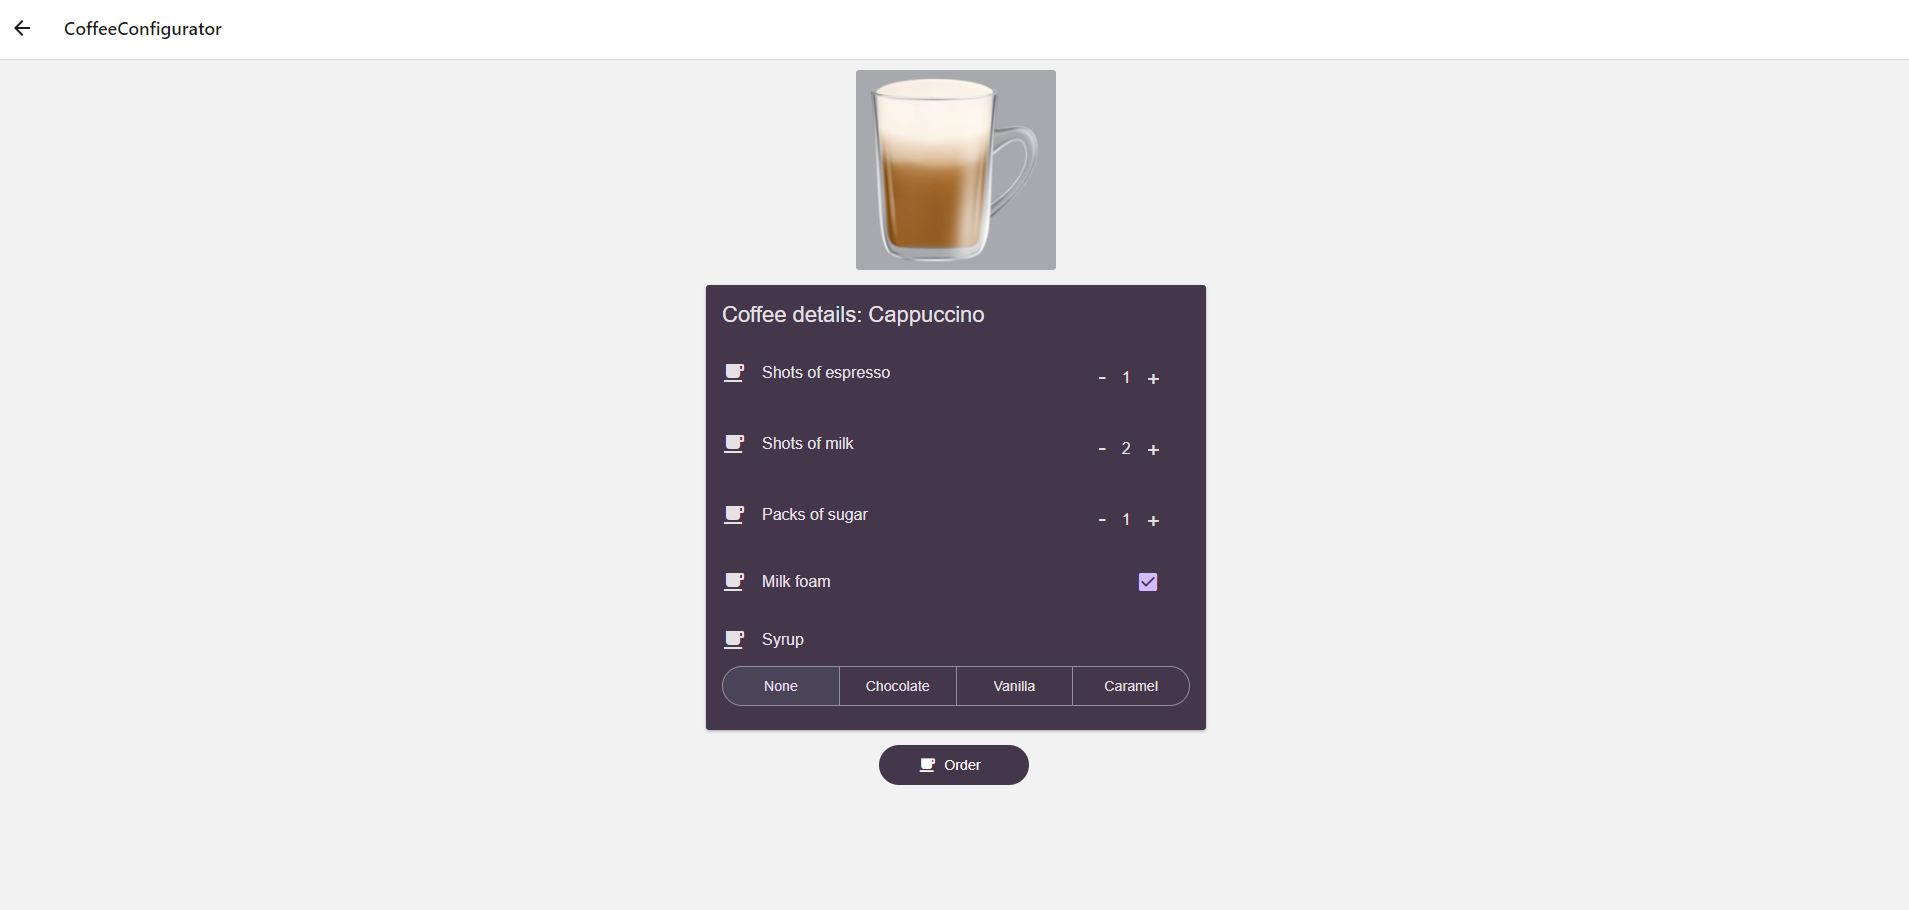 CoffeeConfigurator
Coffee details: Cappuccino
Shots of espresso - 1 +
Shots of milk - 2 +
Packs of sugar - 1 +
Milk foam
Syrup
None Chocolate Vanilla Caramel
Order